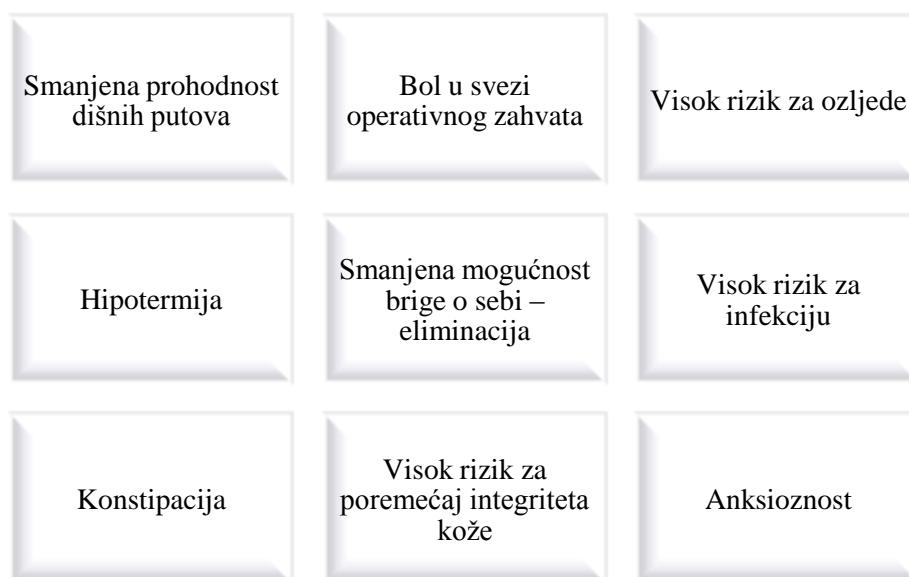 Smanjena prohodnost
dišnih putova
Bol u svezi
operativnog zahvata
Visok rizik za ozljede
Hipotermija
Smanjena mogućnost
brige o sebi –
eliminacija
Visok rizik za
infekciju
Konstipacija
Visok rizik za
poremećaj integriteta
kože
Anksioznost